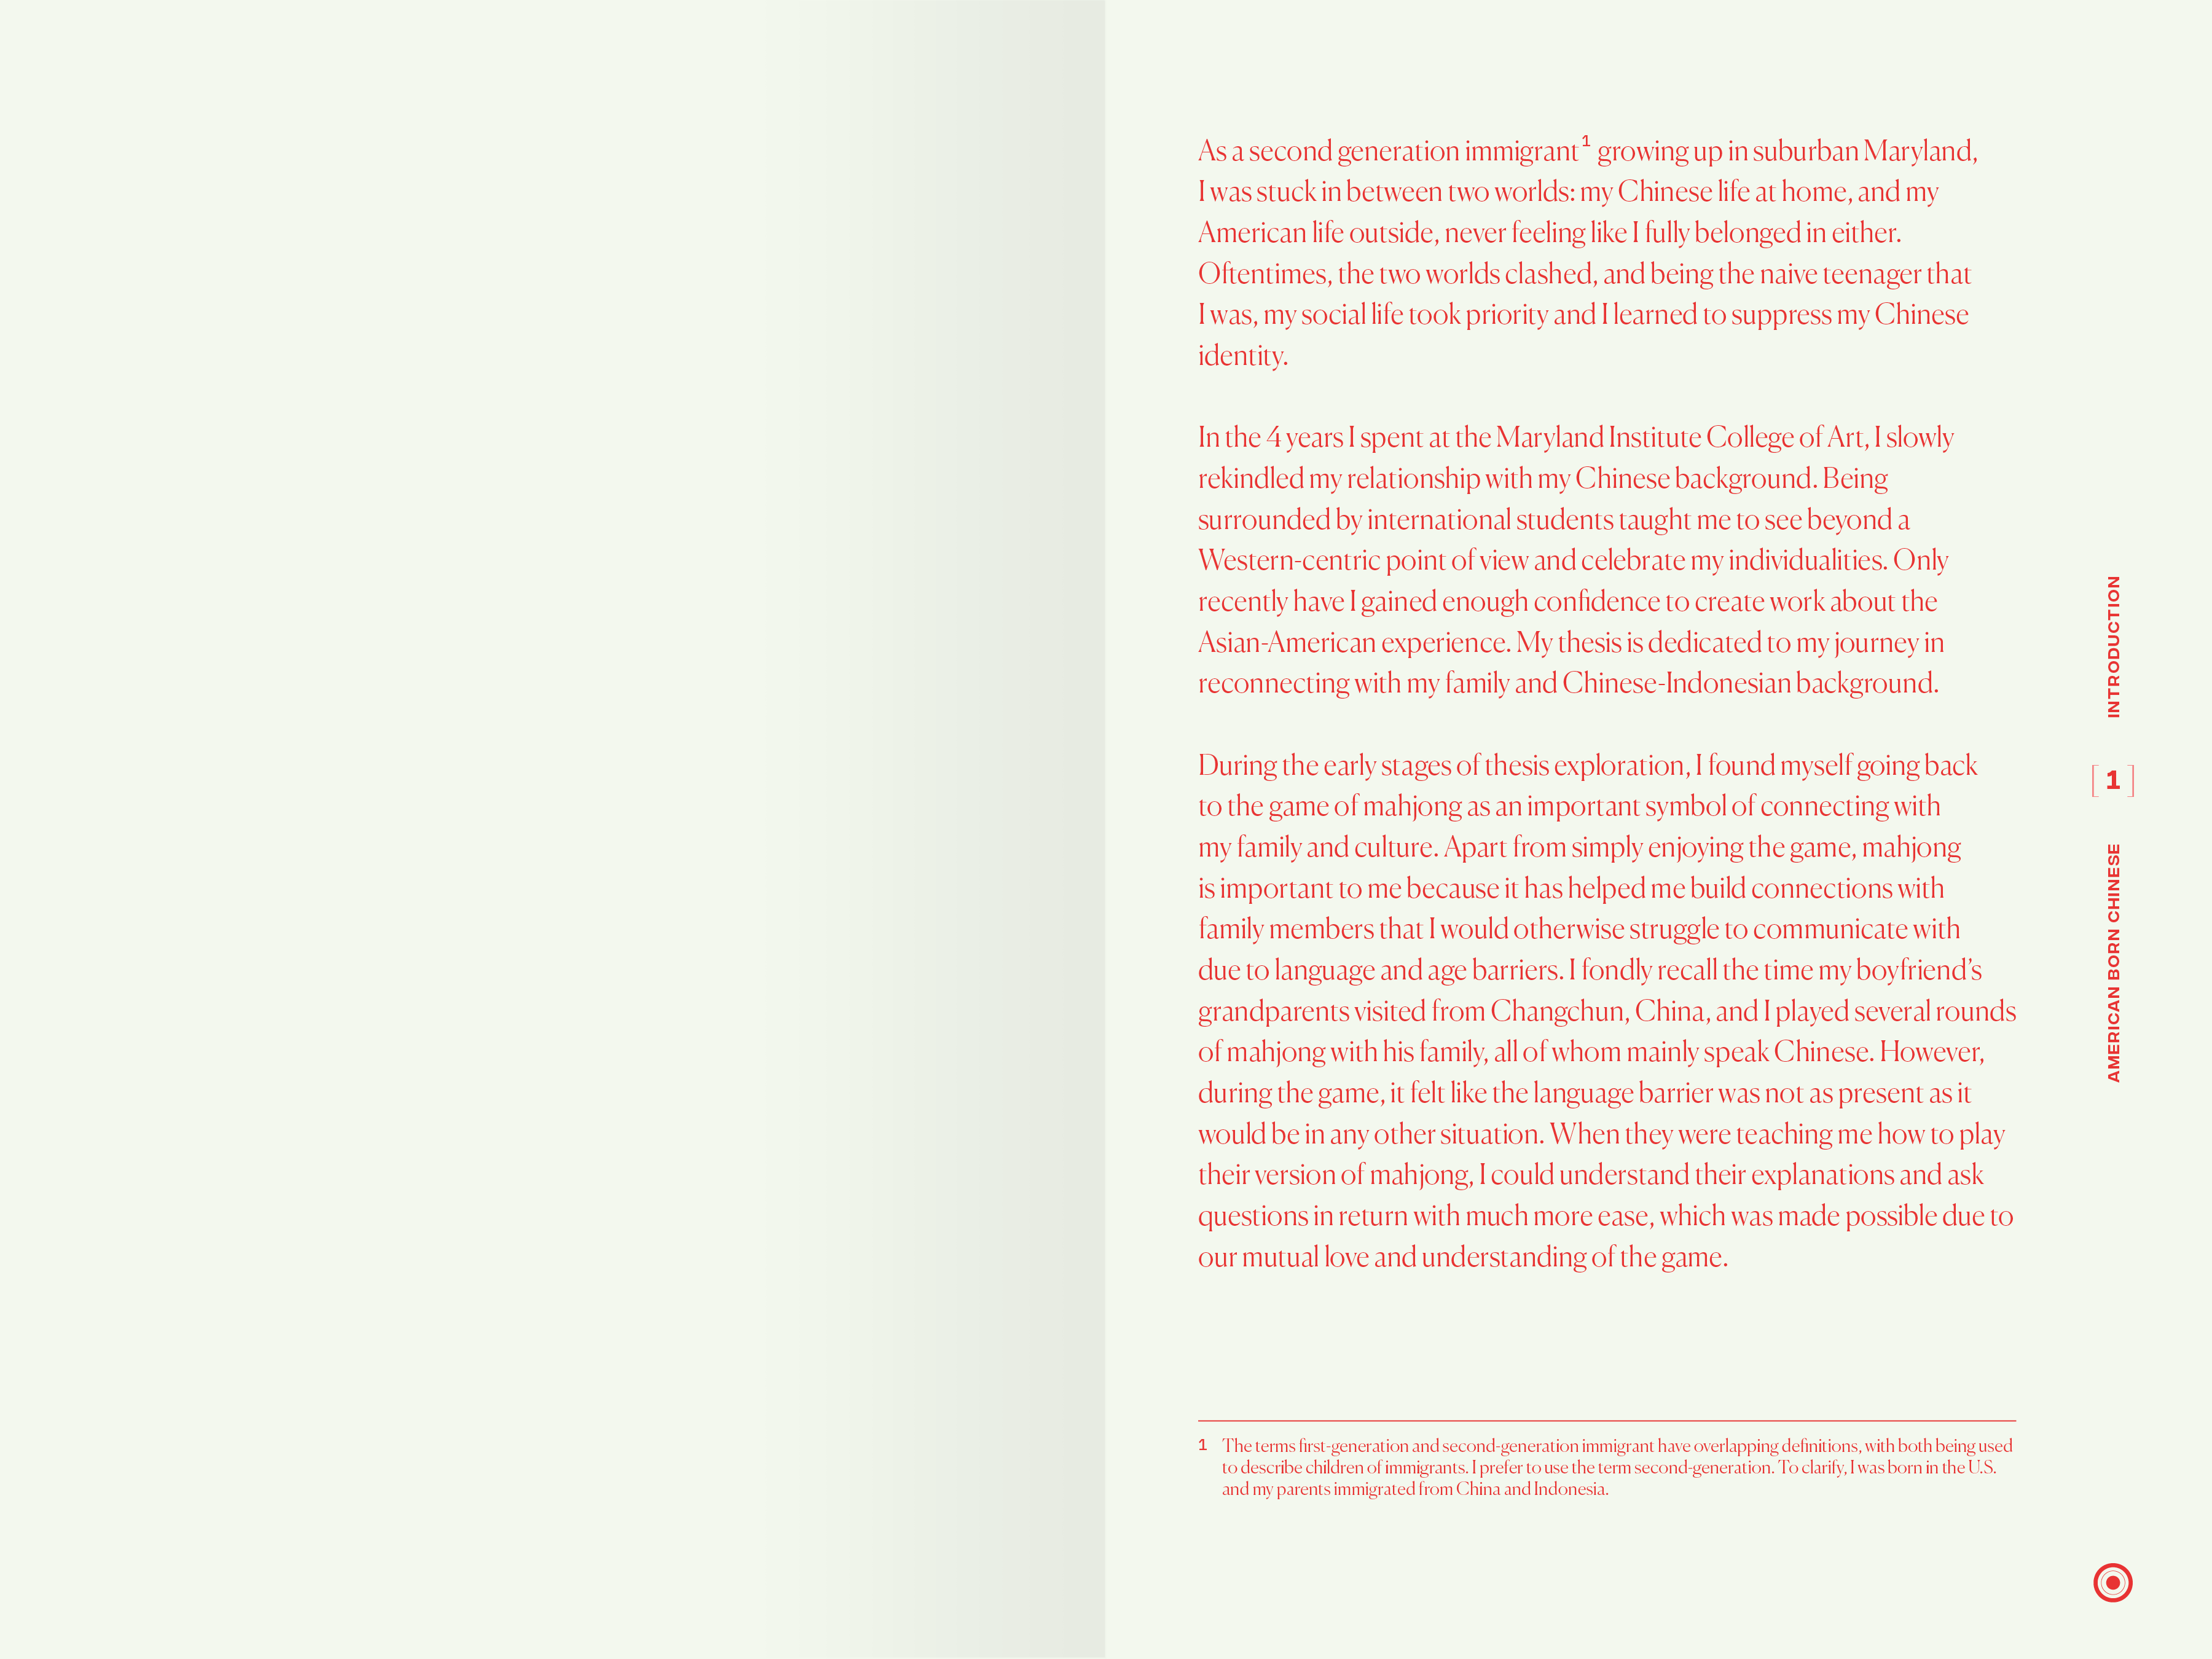 As a second generation immigrant1 growing up in suburban Maryland,
I was stuck in between two worlds: my Chinese life at home, and my
American life outside, never feeling like I fully belonged in either.
Oftentimes, the two worlds clashed, and being the naive teenager that
I was, my social life took priority and I learned to suppress my Chinese
identity.
In the 4 years I spent at the Maryland Institute College of Art, I slowly
rekindled my relationship with my Chinese background. Being
surrounded by international students taught me to see beyond a
Western-centric point of view and celebrate my individualities. Only
recently have I gained enough confidence to create work about the
Asian-American experience. My thesis is dedicated to my journey in
reconnecting with my family and Chinese-Indonesian background.
During the early stages of thesis exploration, I found myself going back
to the game of mahjong as an important symbol of connecting with
my family and culture. Apart from simply enjoying the game, mahjong
is important to me because it has helped me build connections with
family members that I would otherwise struggle to communicate with
due to language and age barriers. I fondly recall the time my boyfriend’s
grandparents visited from Changchun, China, and I played several rounds
of mahjong with his family, all of whom mainly speak Chinese. However,
during the game, it felt like the language barrier was not as present as it
would be in any other situation. When they were teaching me how to play
their version of mahjong, I could understand their explanations and ask
questions in return with much more ease, which was made possible due to
our mutual love and understanding of the game.
1 The terms first-generation and second-generation immigrant have overlapping definitions, with both being used
to describe children of immigrants. I prefer to use the term second-generation. To clarify, I was born in the U.S.
and my parents immigrated from China and Indonesia.
INTRODUCTION
[ 1 ]
AMERICAN BORN CHINESE